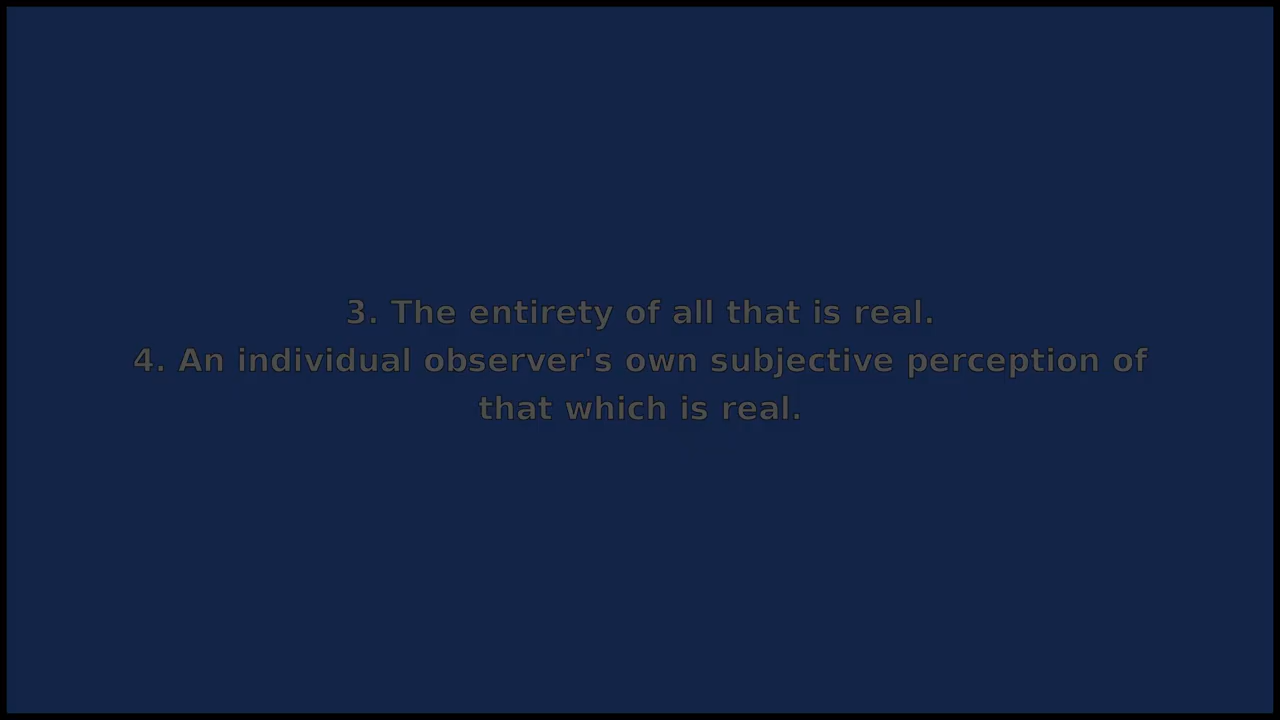 3. The entirety of all that is real.
4. An individual observer's own subjective perception of
that which is real.